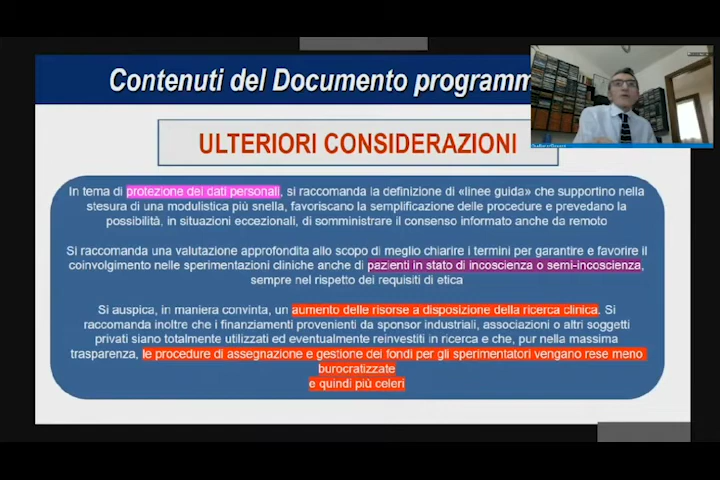 Contenuti del Documento programm
ULTERIORI CONSIDERAZIONI
In tema di protezione dei dati personali, si raccomanda la definizione di «linee guida» che supportino nella
stesura di una modulistica più snella, favoriscano la semplificazione delle procedure e prevedano la
possibilità, in situazioni eccezionali, di somministrare il consenso informato anche da remoto
Si raccomanda una valutazione approfondita allo scopo di meglio chiarire i termini per garantire e favorire il
coinvolgimento nelle sperimentazioni cliniche anche di pazienti in stato di incoscienza o semi-incoscienza,
sempre nel rispetto dei requisiti di etica
Si auspica, in maniera convinta, un aumento delle risorse a disposizione della ricerca clinica. Si
raccomanda inoltre che i finanziamenti provenienti da sponsor industriali, associazioni o altri soggetti
privati siano totalmente utilizzati ed eventualmente reinvestiti in ricerca e che, pur nella massima
trasparenza, le procedure di assegnazione e gestione dei fondi per gli sperimentatori vengano rese meno
burocratizzate
e quindi più celeri